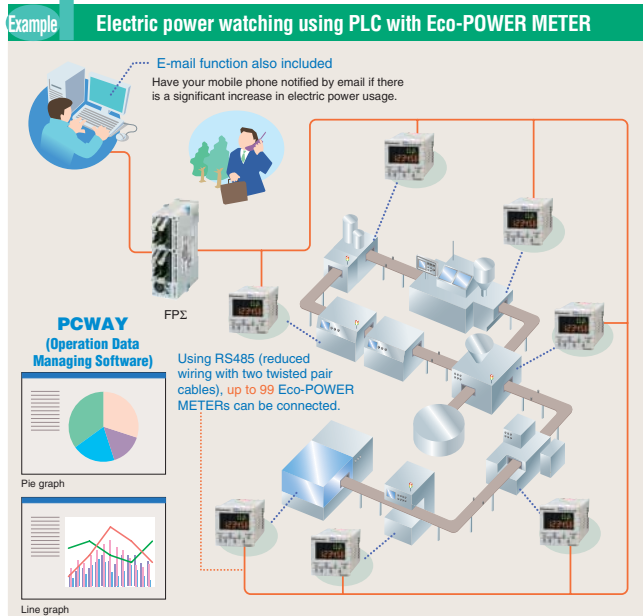 Example
Electric power watching using PLC with Eco-POWER METER
E-mail function also included
Have your mobile phone notified by email if there
is a significant increase in electric power usage.
FPΣ
PCWAY
(Operation Data
Managing Software)
Using RS485 (reduced
wiring with two twisted pair
cables), up to 99 Eco-POWER
METERs can be connected.
Pie graph
Line graph